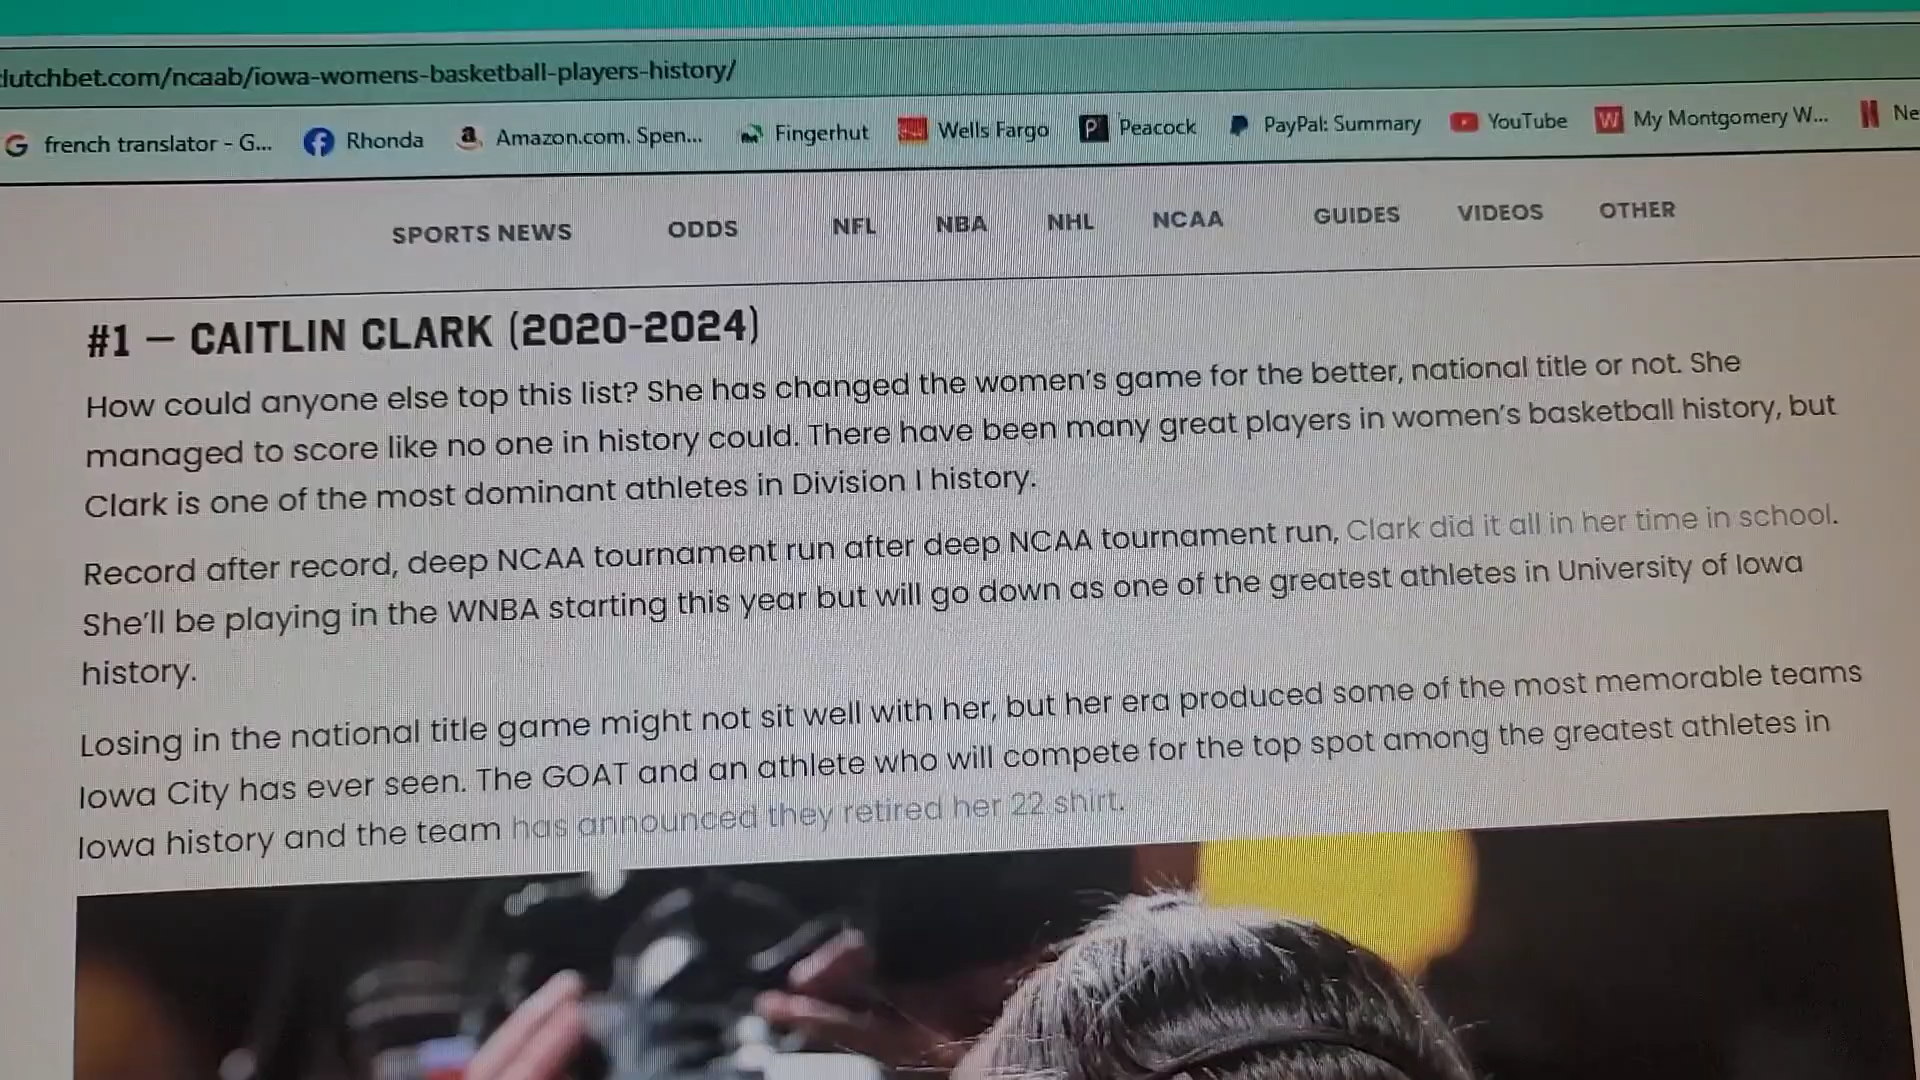 lutchbet.com/ncaab/iowa-womens-basketball-players-history/
french translator - G... Rhonda Amazon.com. Spen... Fingerhut Wells Fargo Peacock PayPal: Summary YouTube My Montgomery W... Ne
SPORTS NEWS ODDS NFL NBA NHL NCAA GUIDES VIDEOS OTHER
#1 – CAITLIN CLARK (2020-2024)
How could anyone else top this list? She has changed the women's game for the better, national title or not. She
managed to score like no one in history could. There have been many great players in women's basketball history, but
Clark is one of the most dominant athletes in Division I history.
Record after record, deep NCAA tournament run after deep NCAA tournament run, Clark did it all in her time in school.
She'll be playing in the WNBA starting this year but will go down as one of the greatest athletes in University of Iowa
history.
Losing in the national title game might not sit well with her, but her era produced some of the most memorable teams
Iowa City has ever seen. The GOAT and an athlete who will compete for the top spot among the greatest athletes in
Iowa history and the team has announced they retired her 22 shirt.